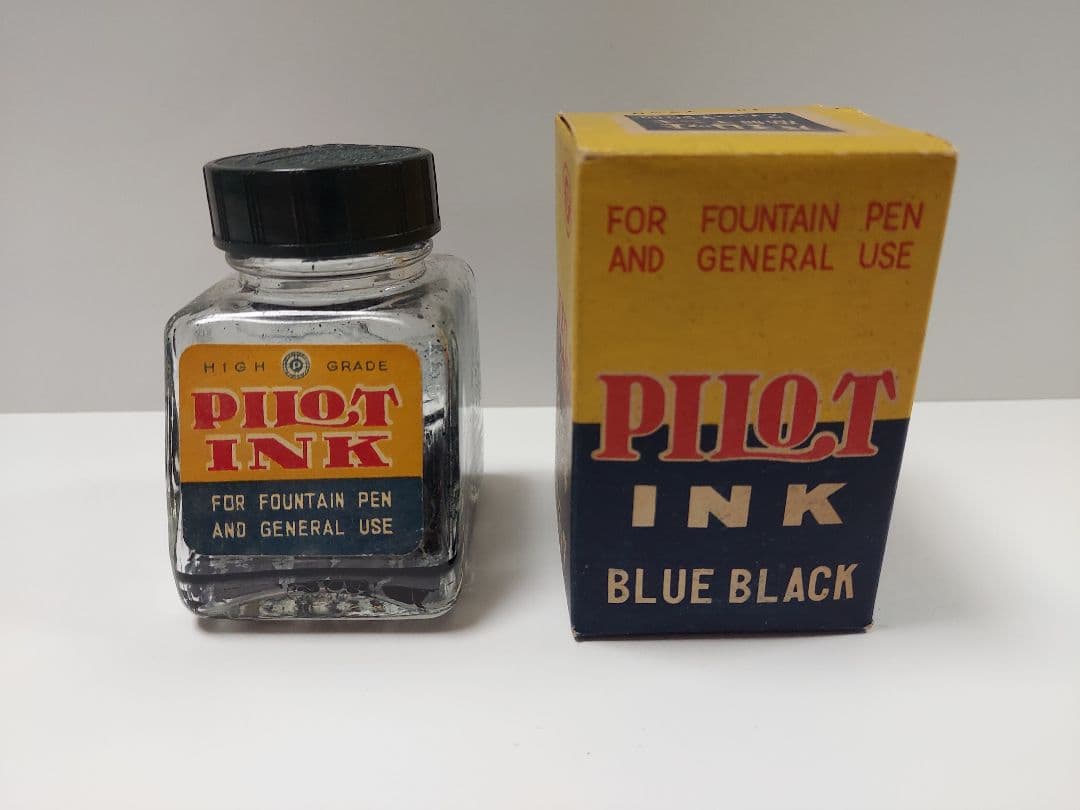 HIGH P GRADE
PILOT
INK
FOR FOUNTAIN PEN
AND GENERAL USE
FOR FOUNTAIN PEN
AND GENERAL USE
PILOT
INK
BLUE BLACK